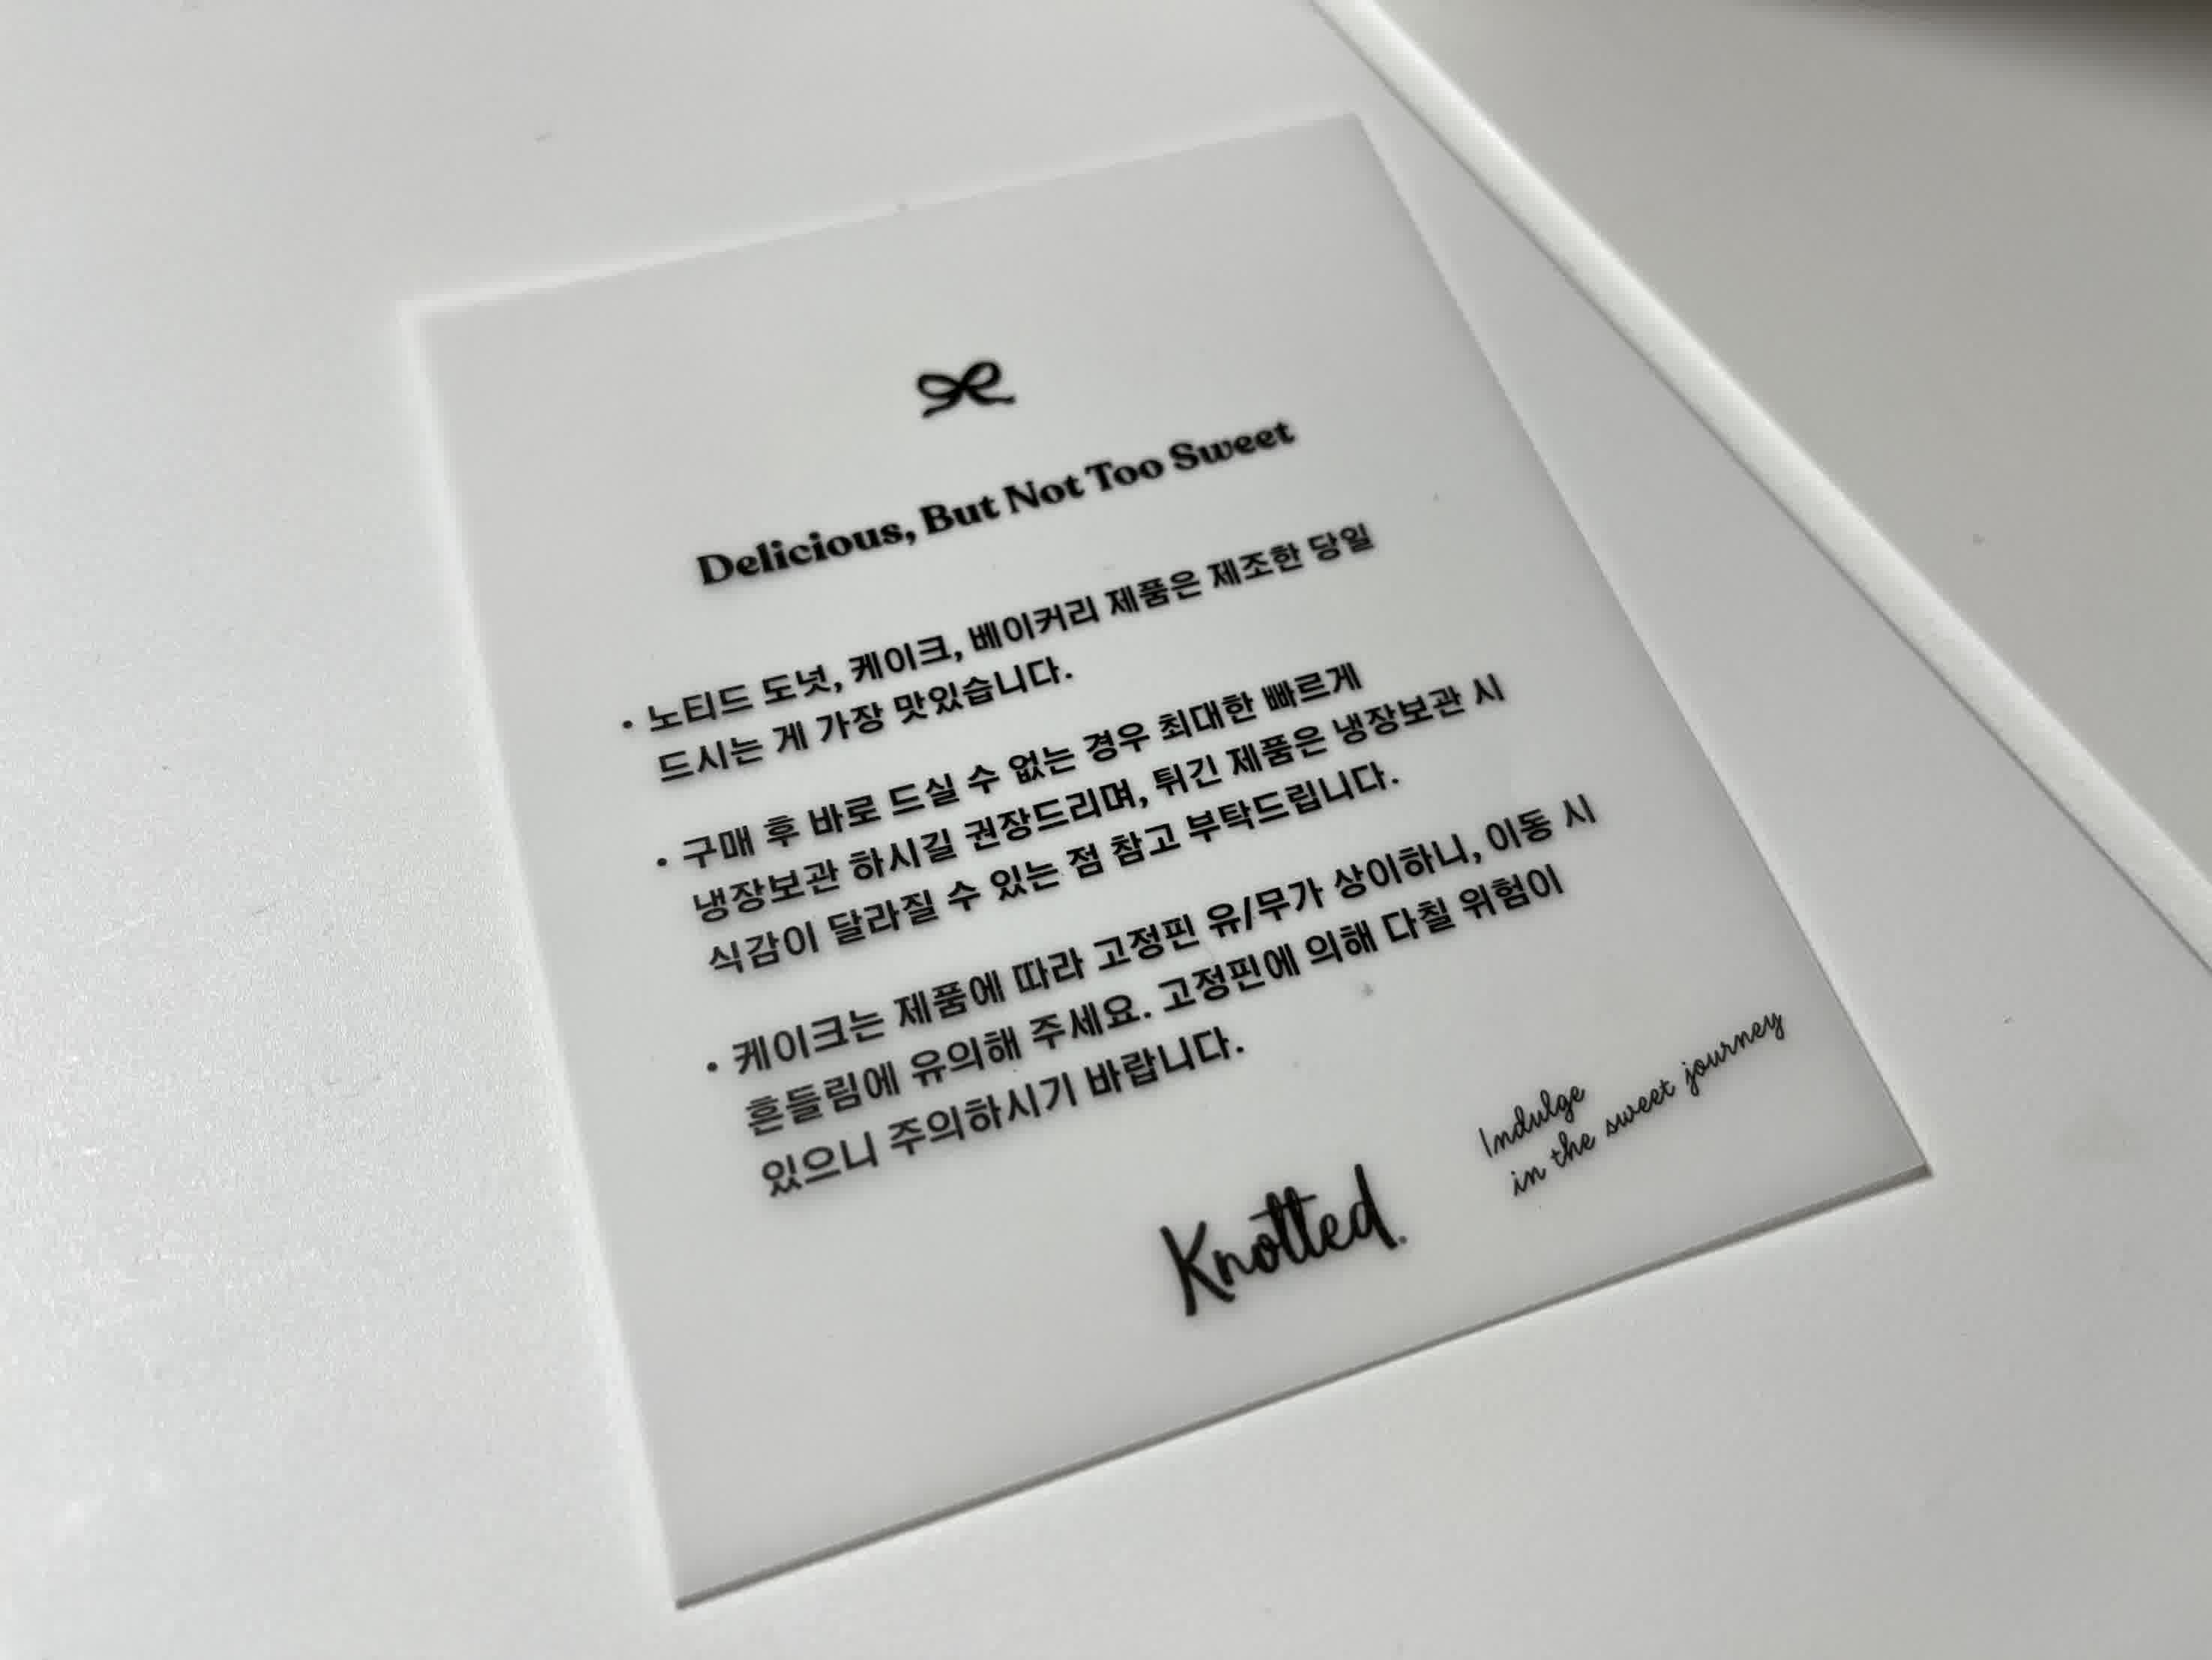 Delicious, But Not Too Sweet
• 노티드 도넛, 케이크, 베이커리 제품은 제조한 당일
드시는 게 가장 맛있습니다.
• 구매 후 바로 드실 수 없는 경우 최대한 빠르게
냉장보관 하시길 권장드리며, 튀긴 제품은 냉장보관 시
식감이 달라질 수 있는 점 참고 부탁드립니다.
• 케이크는 제품에 따라 고정핀 유/무가 상이하니, 이동 시
흔들림에 유의해 주세요. 고정핀에 의해 다칠 위험이
있으니 주의하시기 바랍니다.
Knotted.
Indulge
in the sweet journey